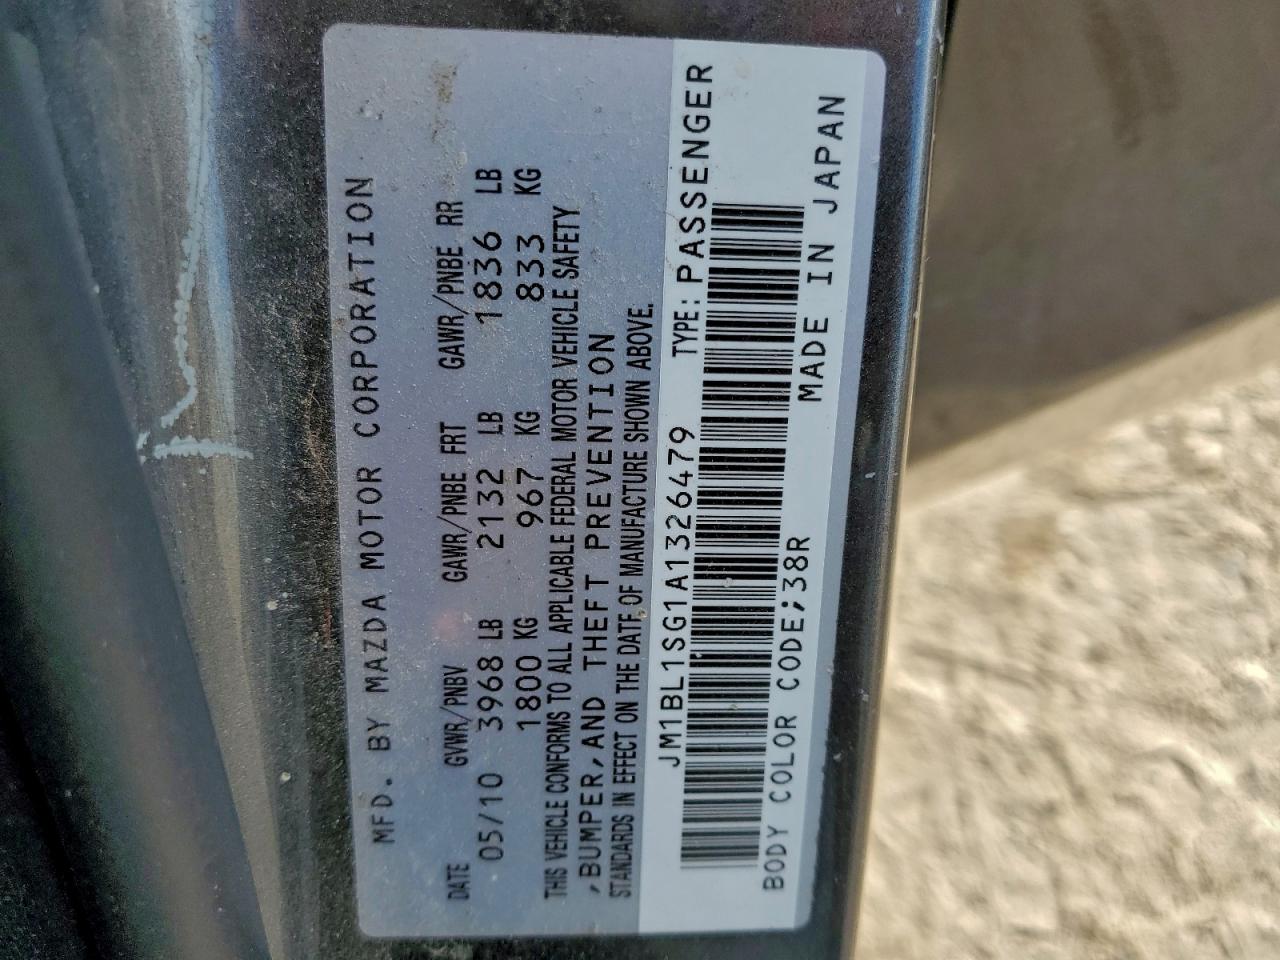 MFD. BY MAZDA MOTOR CORPORATION
DATE GVWR/PNBV GAWR/PNBE FRT GAWR/PNBE RR
05/10 3968 LB 2132 LB 1836 LB
1800 KG 967 KG 833 KG
THIS VEHICLE CONFORMS TO ALL APPLICABLE FEDERAL MOTOR VEHICLE SAFETY
,BUMPER,AND THEFT PREVENTION
STANDARDS IN EFFECT ON THE DATE OF MANUFACTURE SHOWN ABOVE.
JM1BL1SG1A1326479 TYPE: PASSENGER
BODY COLOR CODE;38R MADE IN JAPAN